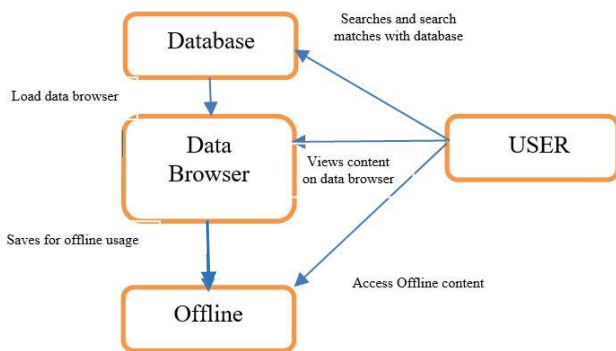 Searches and search
matches with database
Database
Load data browser
Data
Browser
USER
Views content
on data browser
Saves for offline usage
Access Offline content
Offline